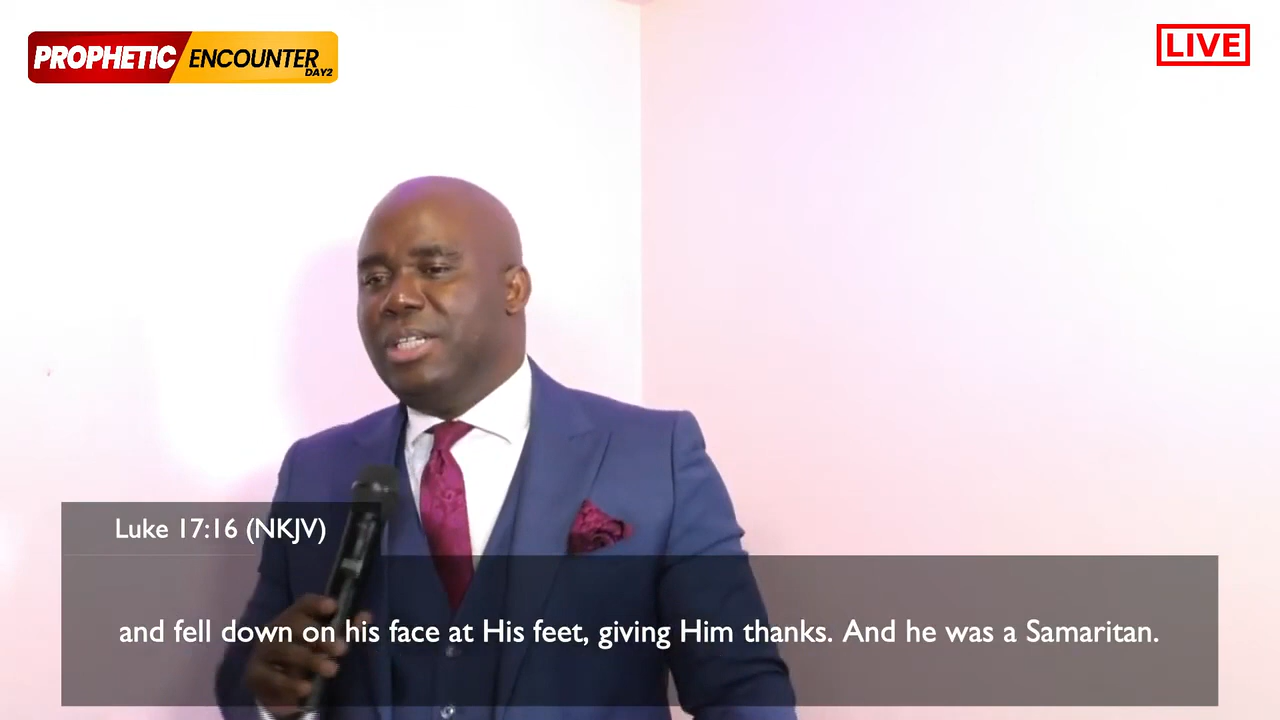 PROPHETIC ENCOUNTER
DAY2
LIVE
Luke 17:16 (NKJV)
and fell down on his face at His feet, giving Him thanks. And he was a Samaritan.